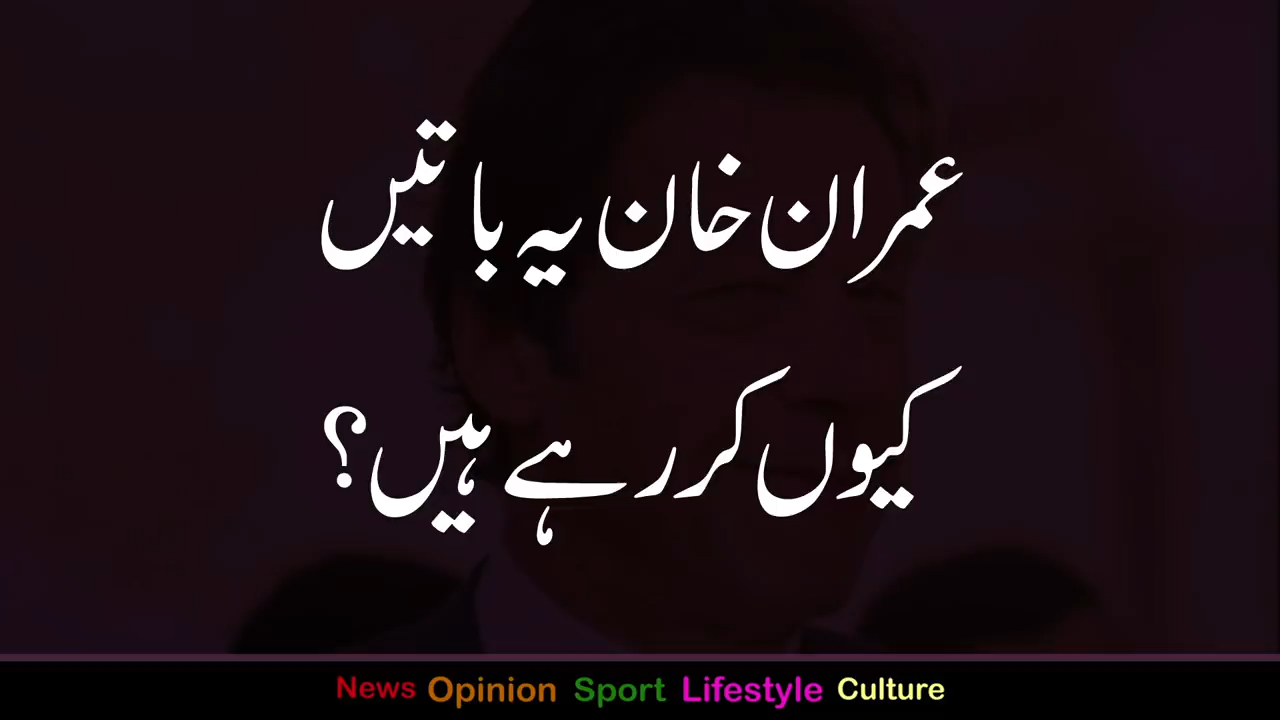 عمران خان یہ باتیں
کیوں کر رہے ہیں؟
News Opinion Sport Lifestyle Culture